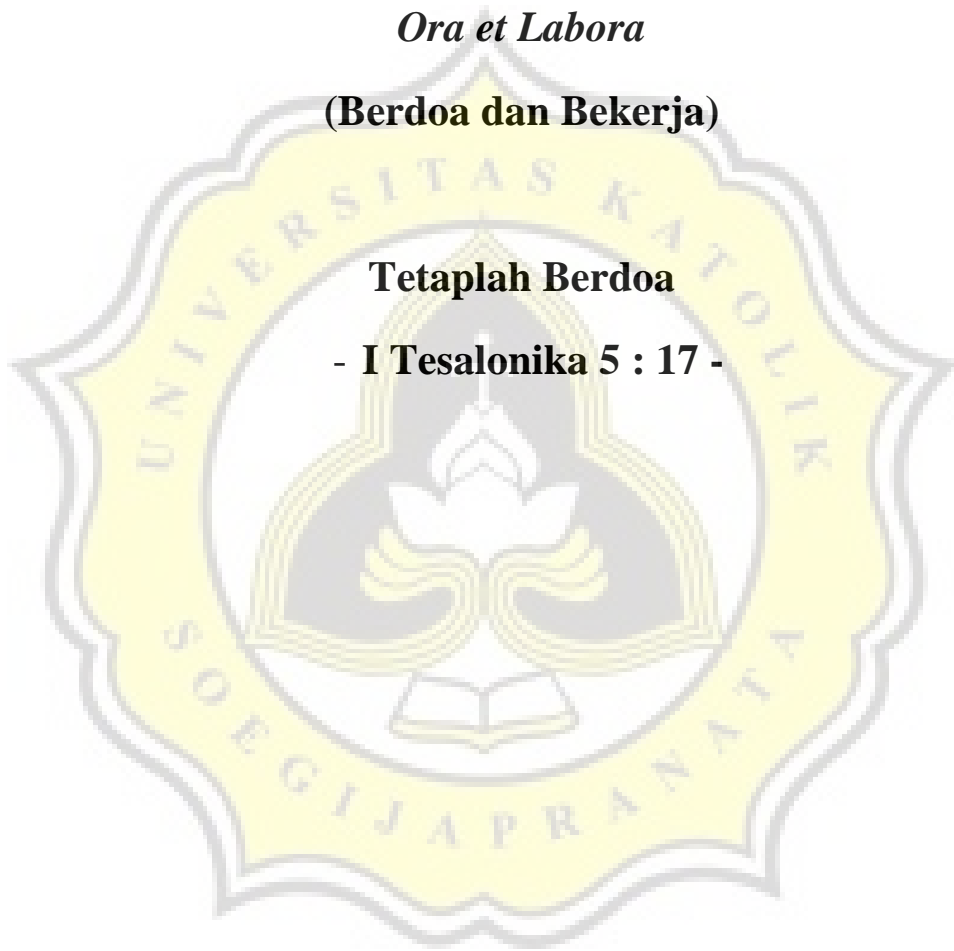 Ora et Labora
(Berdoa dan Bekerja)
Tetaplah Berdoa
- I Tesalonika 5 : 17 -
UNIVERSITAS KATOLIK
SOEGIJAPRANATA